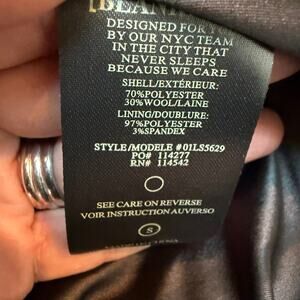 [BLANK
DESIGNED FOR YOU
BY OUR NYC TEAM
IN THE CITY THAT
NEVER SLEEPS
BECAUSE WE CARE
SHELL/EXTÉRIEUR:
70%POLYESTER
30%WOOL/LAINE
LINING/DOUBLURE:
97%POLYESTER
3%SPANDEX
STYLE/MODELE #01LS5629
PO# 114277
RN# 114542
SEE CARE ON REVERSE
VOIR INSTRUCTION AUVERSO
S